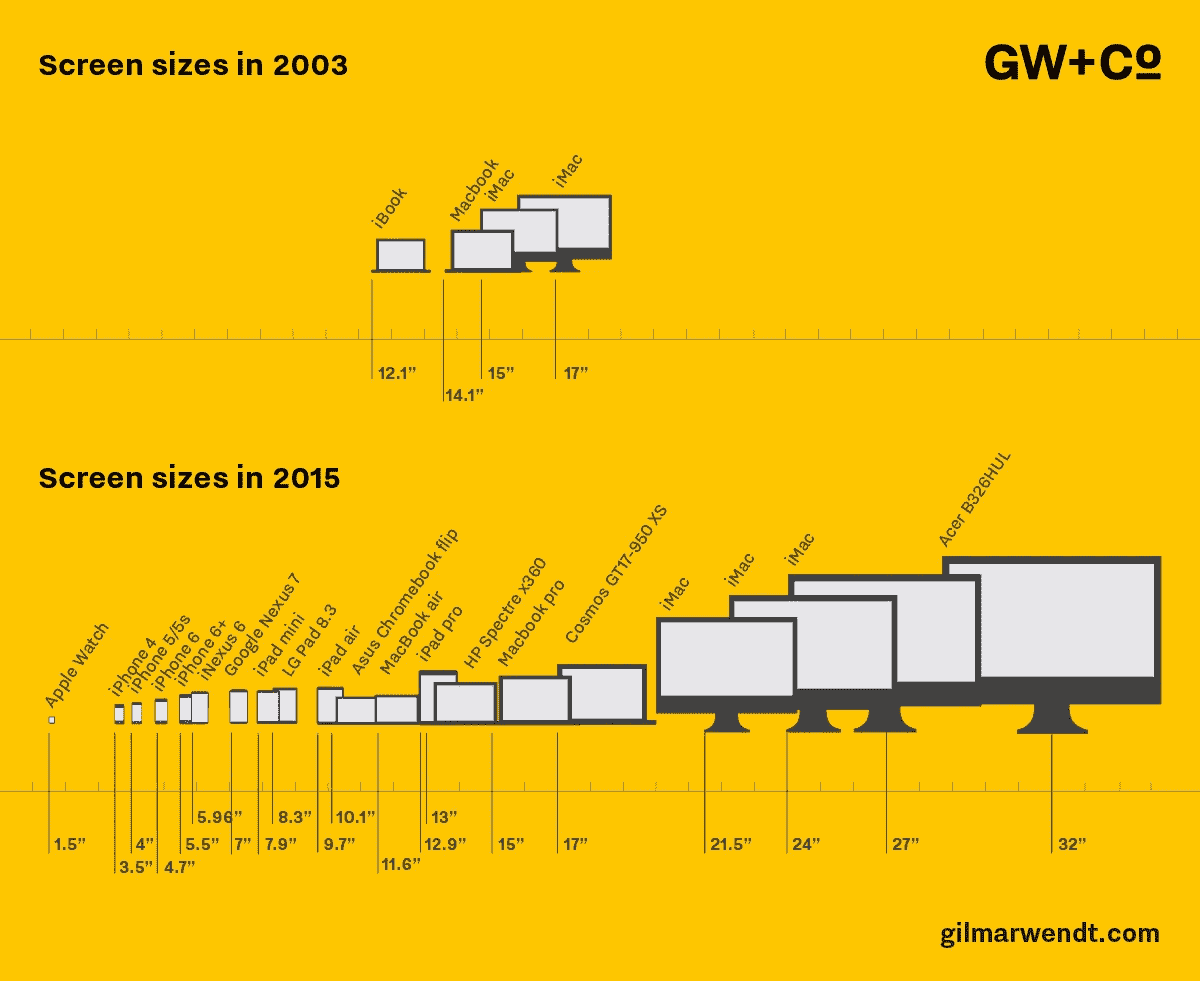 Screen sizes in 2003
GW+Cº
iBook
Macbook
iMac
iMac
12.1”
14.1”
15”
17”
Screen sizes in 2015
Apple Watch
iPhone 4
iPhone 5/5s
iPhone 6
iPhone 6+
iNexus 6
Google Nexus 7
iPad mini
LG Pad 8.3
iPad air
Asus Chromebook flip
MacBook air
iPad pro
HP Spectre x360
Macbook pro
Cosmos GT17-950 XS
iMac
iMac
iMac
Acer B326HUL
1.5”
3.5”
4”
4.7”
5.5”
5.96”
7”
7.9”
8.3”
9.7”
10.1”
11.6”
12.9”
13”
15”
17”
21.5”
24”
27”
32”
gilmarwendt.com